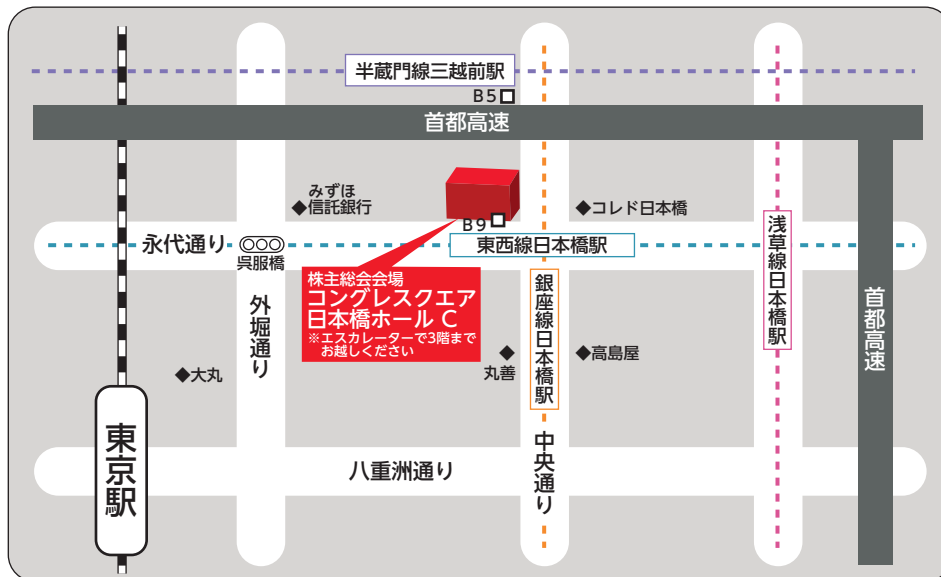 半蔵門線三越前駅
B5
首都高速
みずほ
◆信託銀行
◆コレド日本橋
B9
永代通り
呉服橋
東西線日本橋駅
浅草線日本橋駅
株主総会会場
コングレスクエア
日本橋ホール C
※エスカレーターで3階まで
お越しください
銀座線日本橋駅
首都高速
外堀通り
◆大丸
◆
丸善
◆高島屋
東京駅
八重洲通り
中央通り